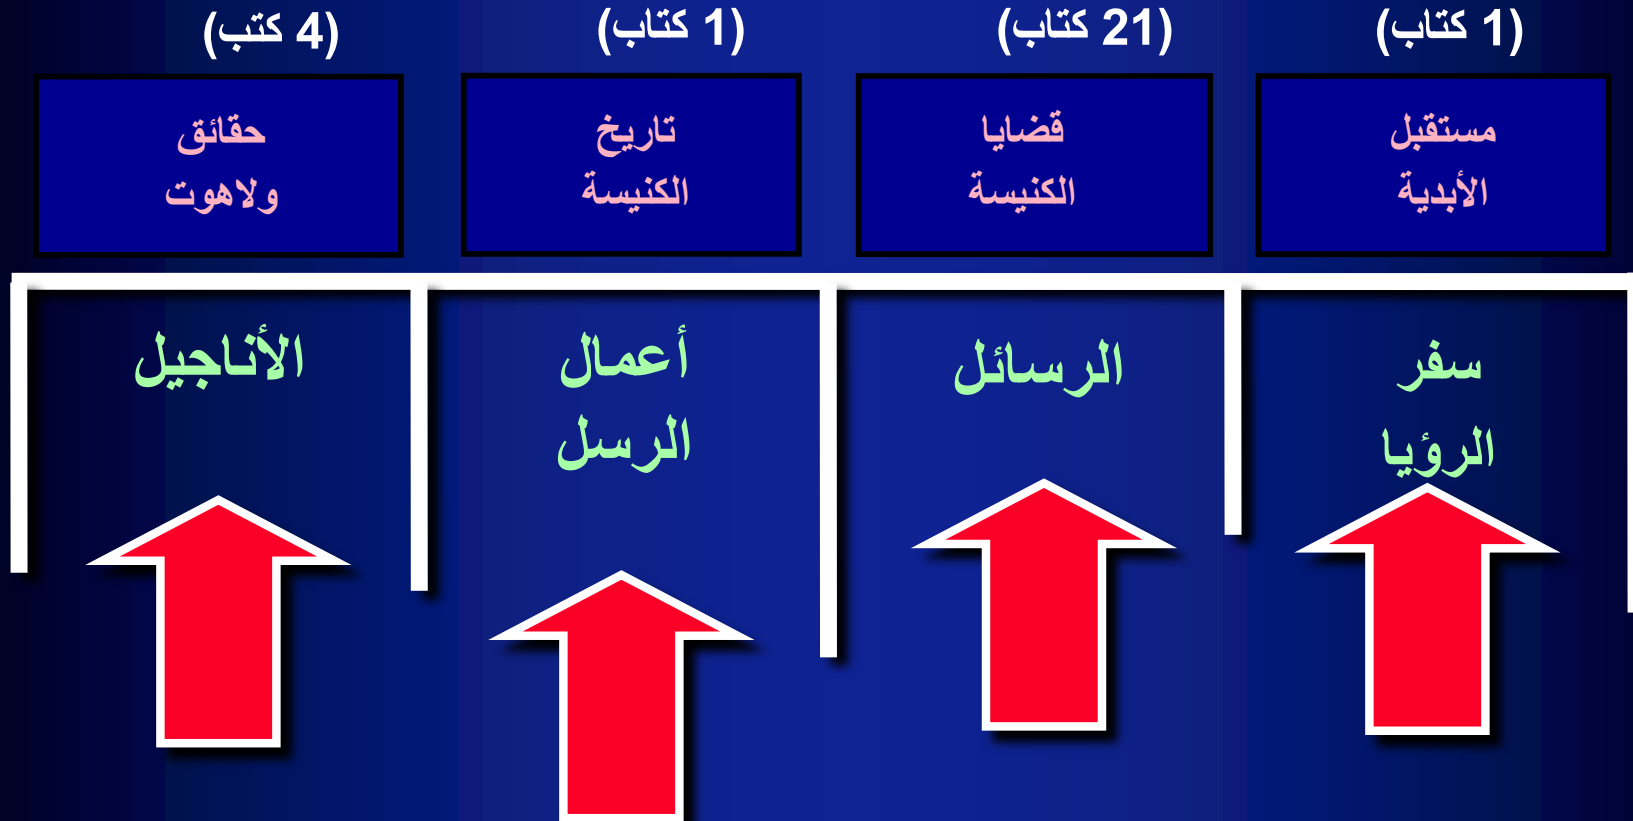 (4 كتب)
(1 كتاب)
(21 كتاب)
(1 كتاب)
حقائق
ولاهوت
تاريخ
الكنيسة
قضايا
الكنيسة
مستقبل
الأبدية
الأناجيل
أعمال
الرسل
الرسائل
سفر
الرؤيا